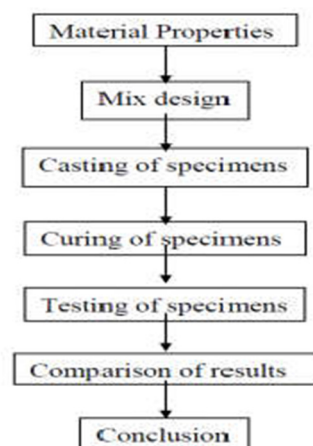 Material Properties
Mix design
Casting of specimens
Curing of specimens
Testing of specimens
Comparison of results
Conclusion